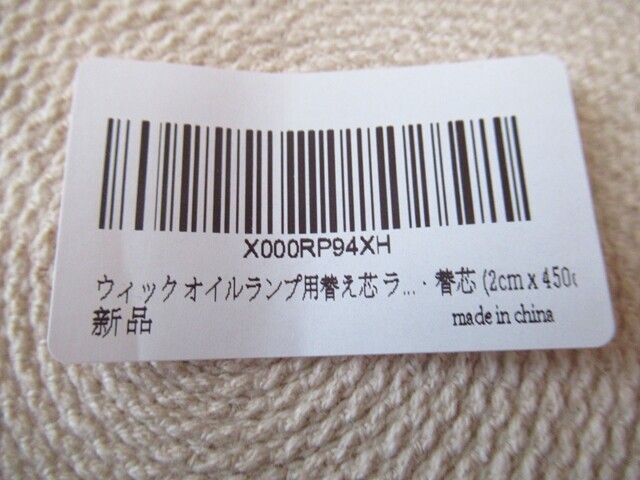 X000RP94XH
ウィック オイルランプ用替え芯 ラ...・替芯 (2cm x 450c
新品
made in china